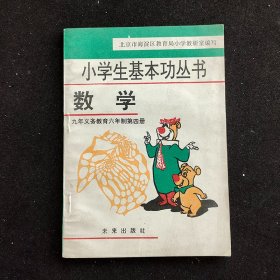 北京市海淀区教育局小学教研室编写
小学生基本功丛书
数学
九年义务教育六年制第四册
未来出版社